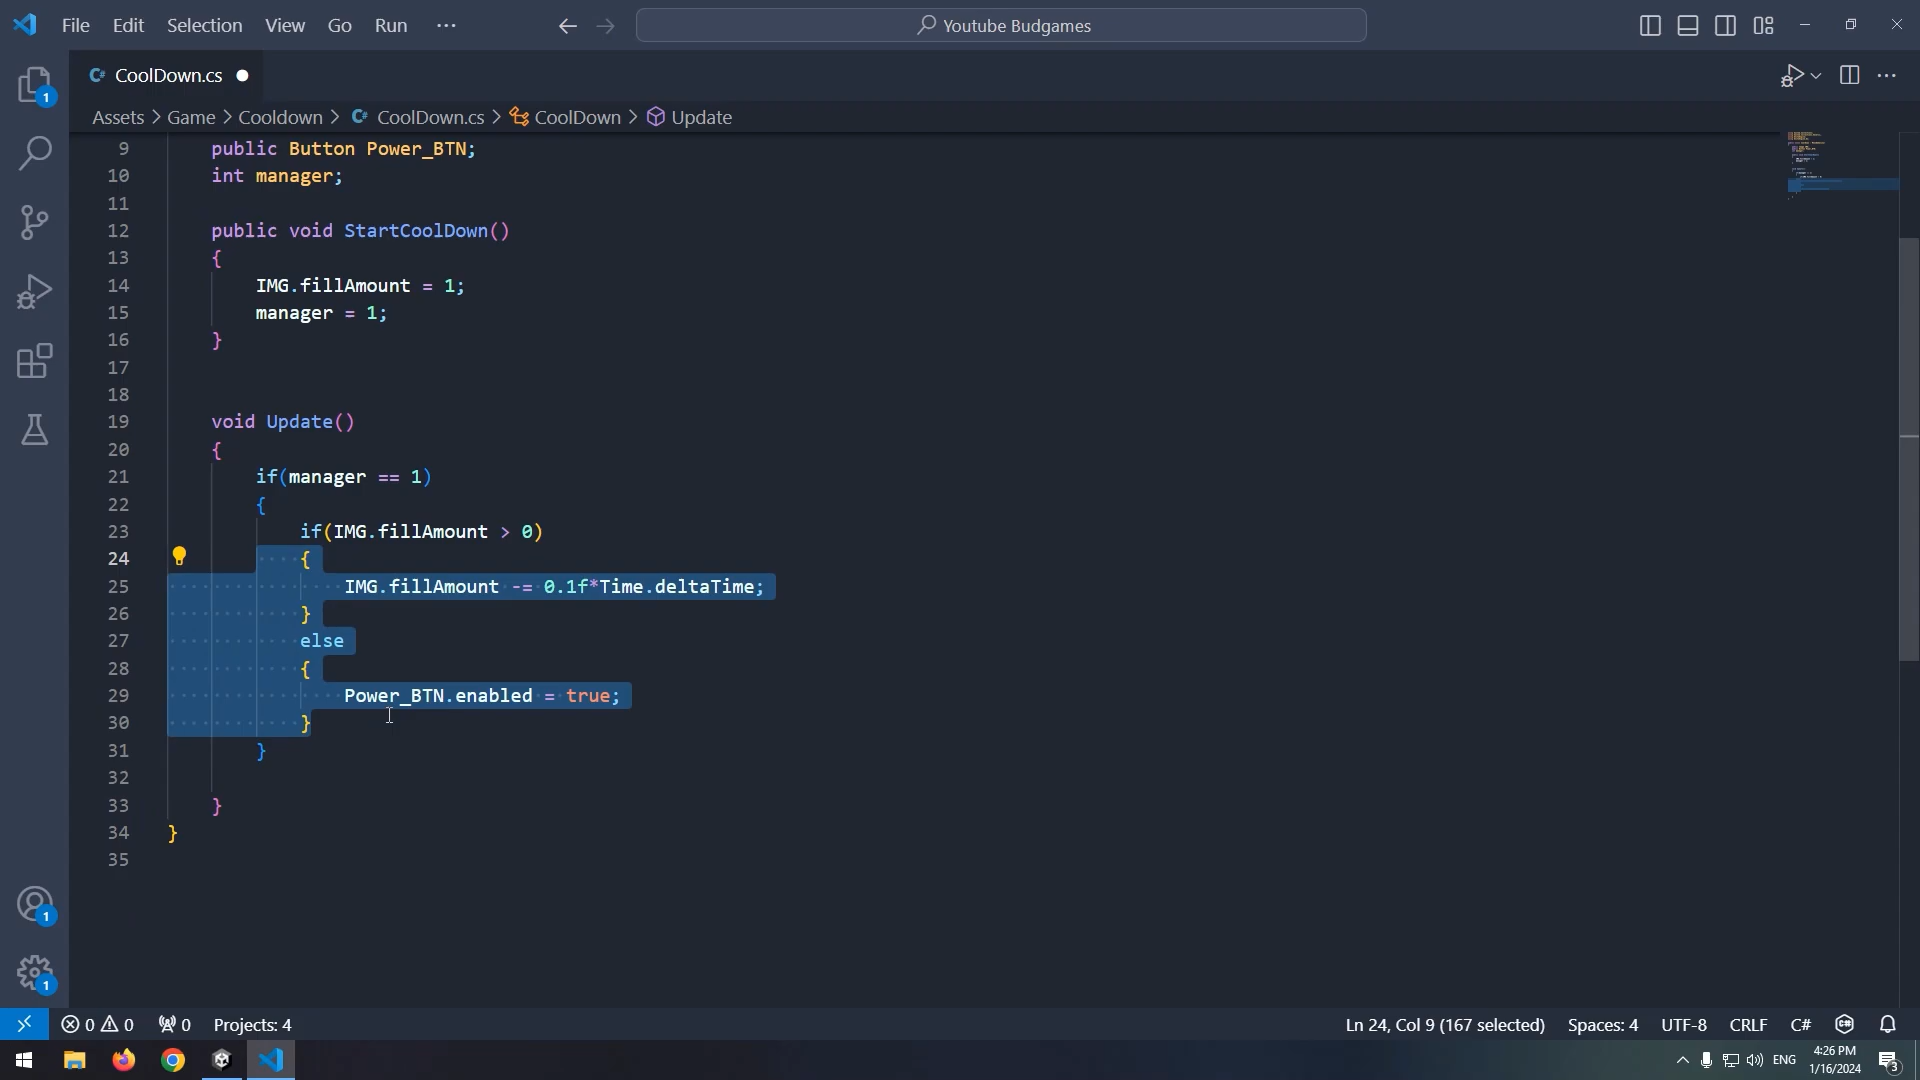 File Edit Selection View Go Run ···
Youtube Budgames
1
C# CoolDown.cs
Assets > Game > Cooldown > C# CoolDown.cs > CoolDown > Update
9 public Button Power_BTN;
10 int manager;
11
12 public void StartCoolDown()
13 {
14 IMG.fillAmount = 1;
15 manager = 1;
16 }
17
18
19 void Update()
20 {
21 if(manager == 1)
22 {
23 if(IMG.fillAmount > 0)
24 {
25 IMG.fillAmount -= 0.1f*Time.deltaTime;
26 }
27 else
28 {
29 Power_BTN.enabled = true;
30 }
31 }
32
33 }
34 }
35
1
1
0 0 0 Projects: 4 Ln 24, Col 9 (167 selected) Spaces: 4 UTF-8 CRLF C#
ENG 4:26 PM
1/16/2024
3